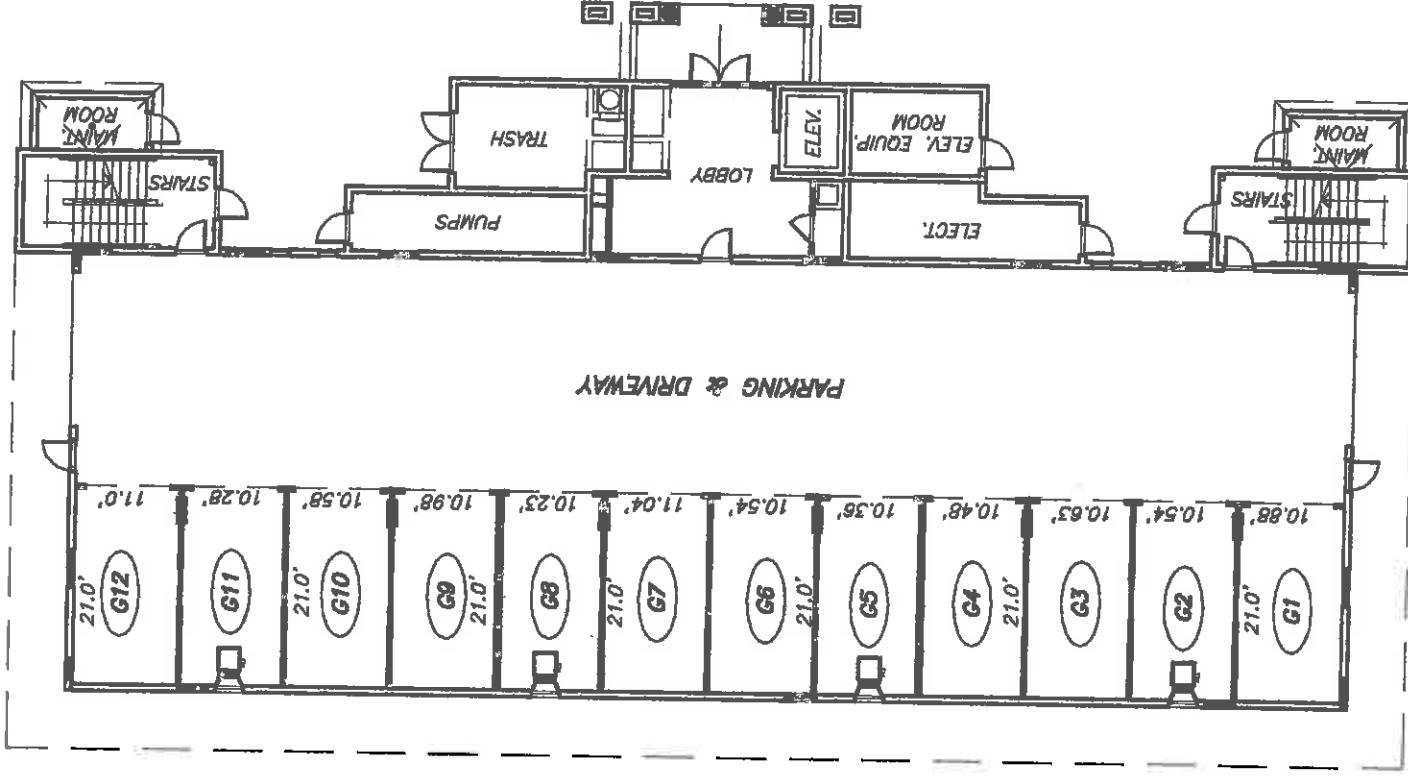 G1
21.0'
G2
G3
21.0'
G4
G5
21.0'
G6
G7
21.0'
G8
21.0'
G9
G10
21.0'
G11
G12
21.0'
10.88'
10.54'
10.63'
10.48'
10.36'
10.54'
11.04'
10.23'
10.98'
10.58'
10.28'
11.0'
PARKING & DRIVEWAY
STAIRS
ELECT.
PUMPS
STAIRS
MAINT.
ROOM
ELEV. EQUIP.
ROOM
ELEV.
LOBBY
TRASH
MAINT.
ROOM